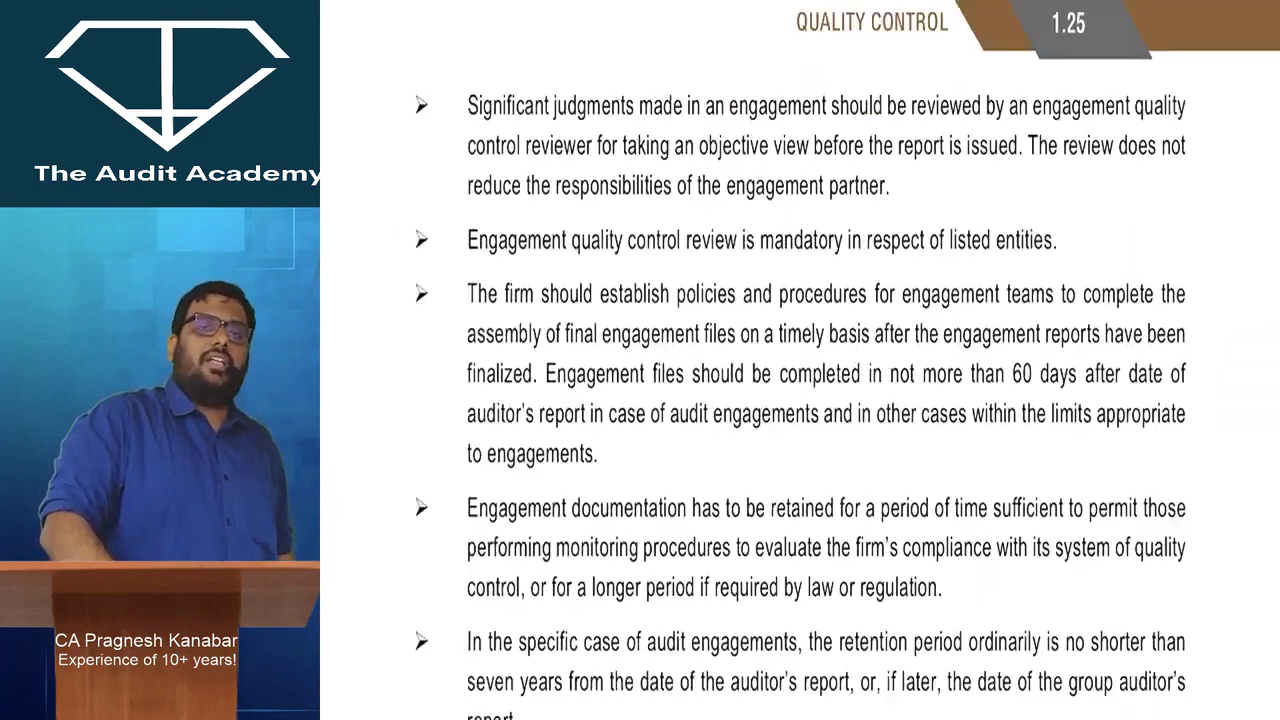 The Audit Academy
CA Pragnesh Kanabar
Experience of 10+ years!
QUALITY CONTROL
1.25
➢ Significant judgments made in an engagement should be reviewed by an engagement quality
control reviewer for taking an objective view before the report is issued. The review does not
reduce the responsibilities of the engagement partner.
➢ Engagement quality control review is mandatory in respect of listed entities.
➢ The firm should establish policies and procedures for engagement teams to complete the
assembly of final engagement files on a timely basis after the engagement reports have been
finalized. Engagement files should be completed in not more than 60 days after date of
auditor's report in case of audit engagements and in other cases within the limits appropriate
to engagements.
➢ Engagement documentation has to be retained for a period of time sufficient to permit those
performing monitoring procedures to evaluate the firm's compliance with its system of quality
control, or for a longer period if required by law or regulation.
➢ In the specific case of audit engagements, the retention period ordinarily is no shorter than
seven years from the date of the auditor's report, or, if later, the date of the group auditor's
report.